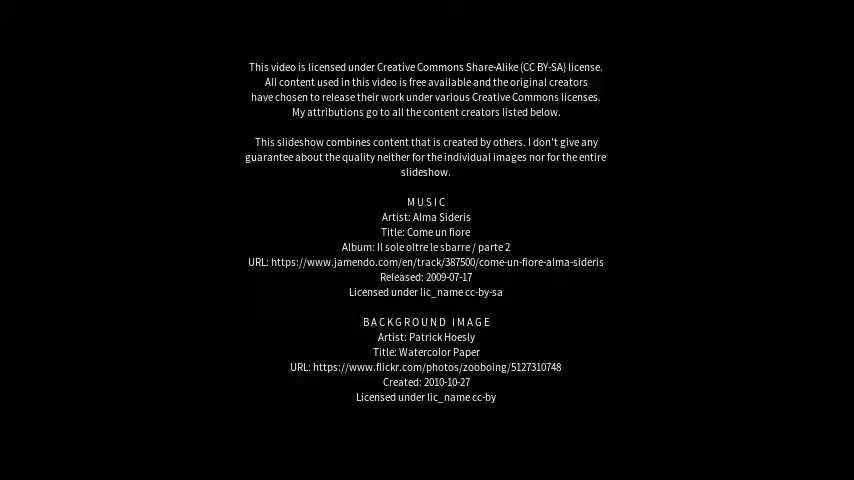 This video is licensed under Creative Commons Share-Alike (CC BY-SA) license.
All content used in this video is free available and the original creators
have chosen to release their work under various Creative Commons licenses.
My attributions go to all the content creators listed below.
This slideshow combines content that is created by others. I don't give any
guarantee about the quality neither for the individual images nor for the entire
slideshow.
MUSIC
Artist: Alma Sideris
Title: Come un fiore
Album: Il sole oltre le sbarre / parte 2
URL: https://www.jamendo.com/en/track/387500/come-un-fiore-alma-sideris
Released: 2009-07-17
Licensed under lic_name cc-by-sa
BACKGROUND IMAGE
Artist: Patrick Hoesly
Title: Watercolor Paper
URL: https://www.flickr.com/photos/zooboing/5127310748
Created: 2010-10-27
Licensed under lic_name cc-by